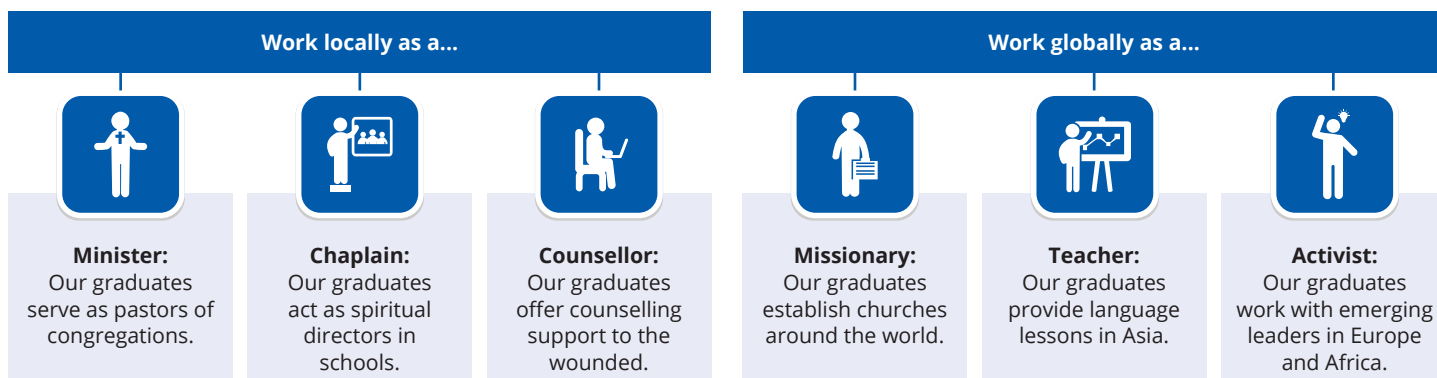 Work locally as a...
Minister:
Our graduates
serve as pastors of
congregations.
Chaplain:
Our graduates
act as spiritual
directors in
schools.
Counsellor:
Our graduates
offer counselling
support to the
wounded.
Work globally as a...
Missionary:
Our graduates
establish churches
around the world.
Teacher:
Our graduates
provide language
lessons in Asia.
Activist:
Our graduates
work with emerging
leaders in Europe
and Africa.